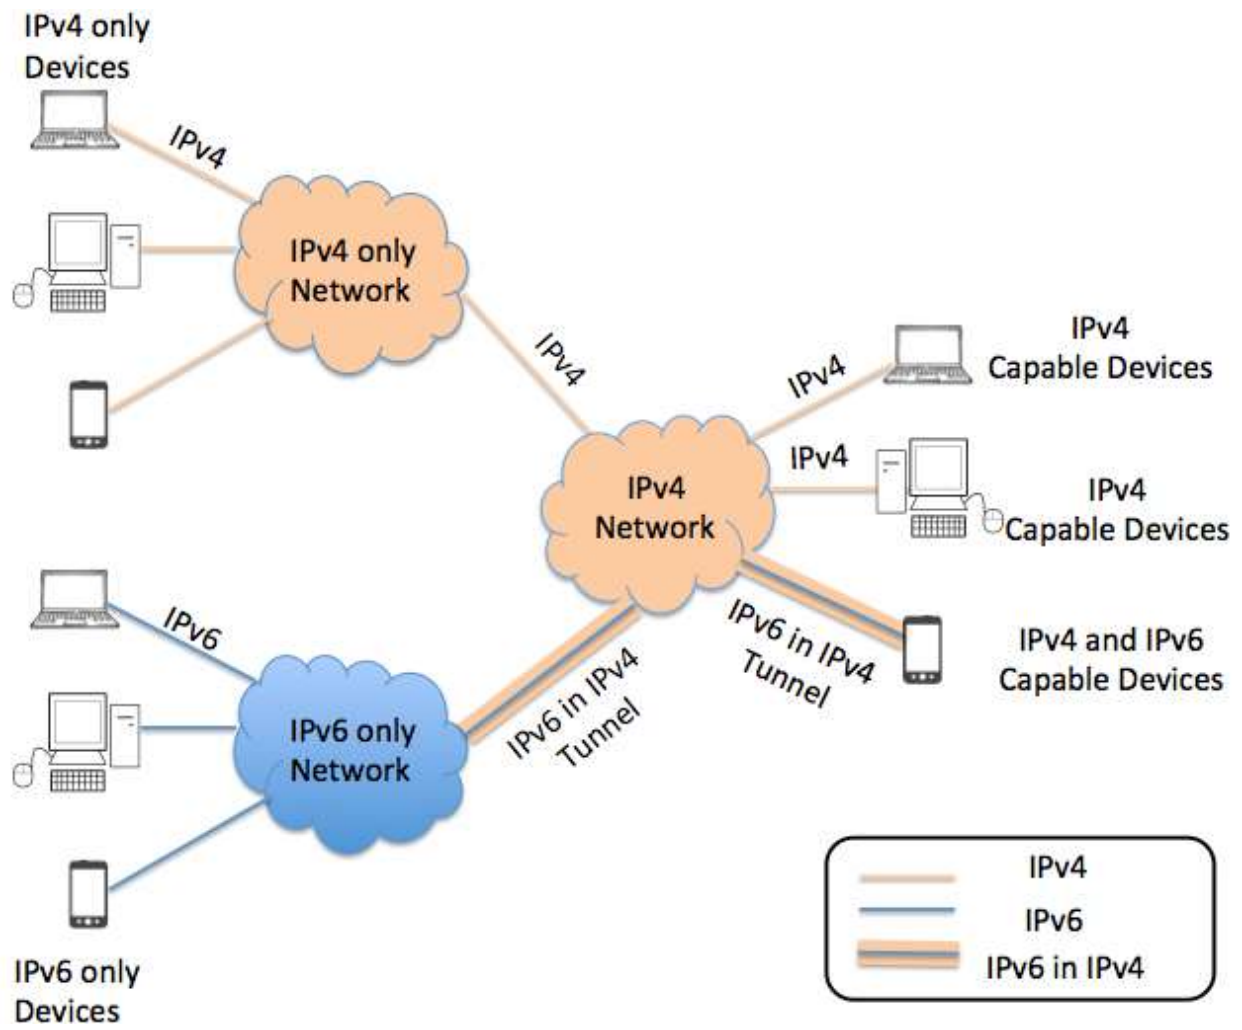 IPv4 only
Devices
IPv4
IPv4 only
Network
IPv4
IPv4
IPv4
Capable Devices
IPv4
IPv4
Network
IPv4
Capable Devices
IPv6
IPv6 in IPv4
Tunnel
IPv6 in IPv4
Tunnel
IPv4 and IPv6
Capable Devices
IPv6 only
Network
IPv4
IPv6
IPv6 in IPv4
IPv6 only
Devices